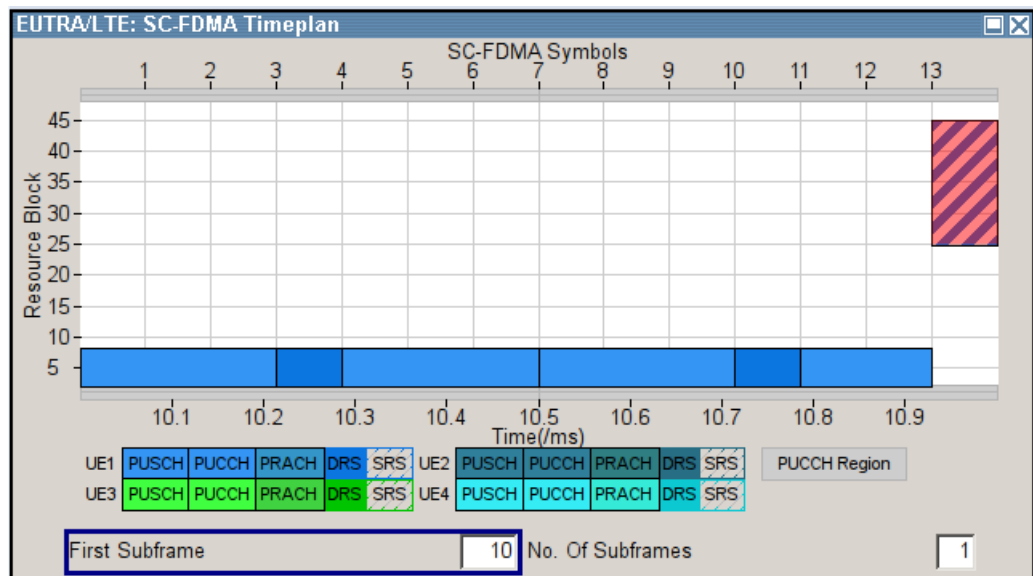 EUTRA/LTE: SC-FDMA Timeplan
SC-FDMA Symbols
1 2 3 4 5 6 7 8 9 10 11 12 13
Resource Block
45
40
35
30
25
20
15
10
5
10.1 10.2 10.3 10.4 10.5 10.6 10.7 10.8 10.9
Time(/ms)
UE1 PUSCH PUCCH PRACH DRS SRS UE2 PUSCH PUCCH PRACH DRS SRS PUCCH Region
UE3 PUSCH PUCCH PRACH DRS SRS UE4 PUSCH PUCCH PRACH DRS SRS
First Subframe 10 No. Of Subframes 1